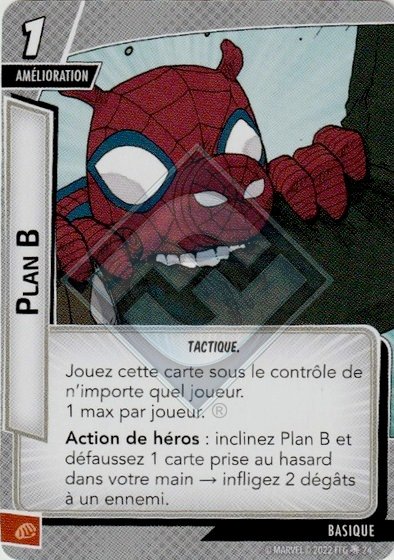 1
AMÉLIORATION
PLAN B
TACTIQUE.
Jouez cette carte sous le contrôle de
n'importe quel joueur.
1 max par joueur. ®
Action de héros : inclinez Plan B et
défaussez 1 carte prise au hasard
dans votre main → infligez 2 dégâts
à un ennemi.
BASIQUE
© MARVEL © 2022 FFG 24